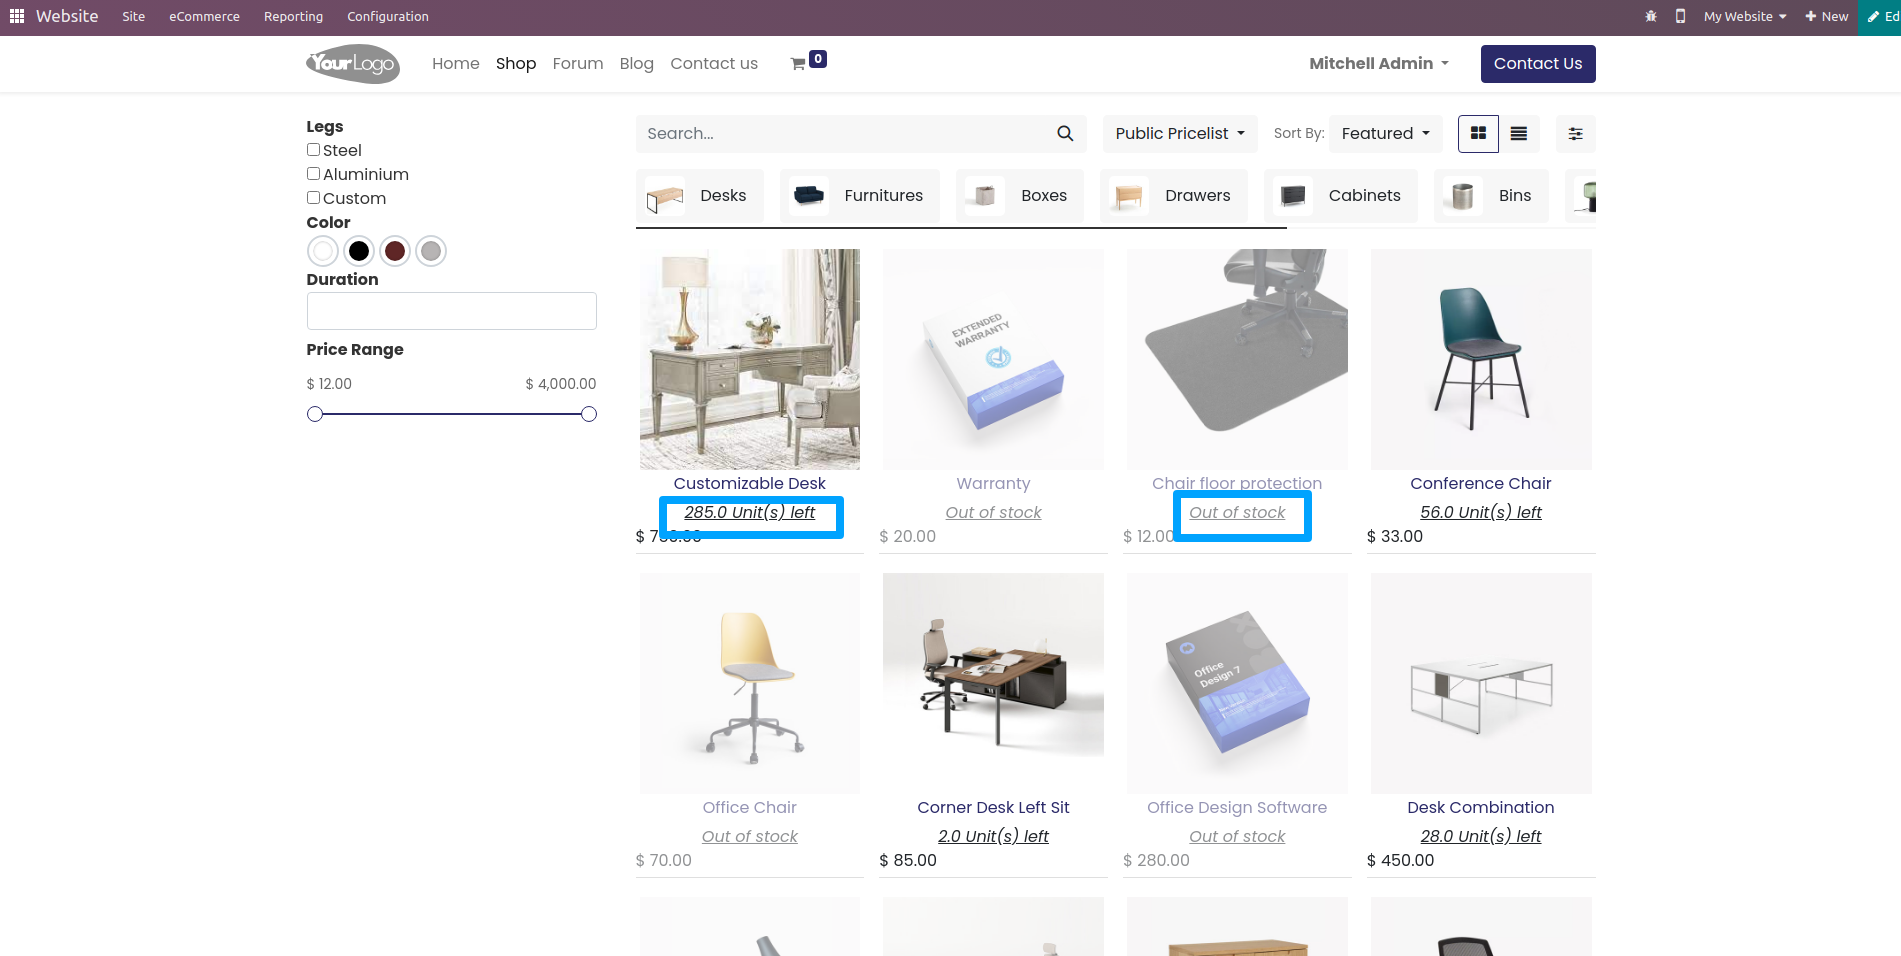 Website Site eCommerce Reporting Configuration My Website New Ed
YourLogo Home Shop Forum Blog Contact us 0 Mitchell Admin Contact Us
Legs
Steel
Aluminium
Custom
Color
Duration
Price Range
$ 12.00 $ 4,000.00
Search... Public Pricelist Sort By: Featured
Desks Furnitures Boxes Drawers Cabinets Bins
EXTENDED
WARRANTY
Customizable Desk Warranty Chair floor protection Conference Chair
285.0 Unit(s) left Out of stock Out of stock 56.0 Unit(s) left
$ 20.00 $ 12.00 $ 33.00
Office
Design 7
Office Chair Corner Desk Left Sit Office Design Software Desk Combination
Out of stock 2.0 Unit(s) left Out of stock 28.0 Unit(s) left
$ 70.00 $ 85.00 $ 280.00 $ 450.00